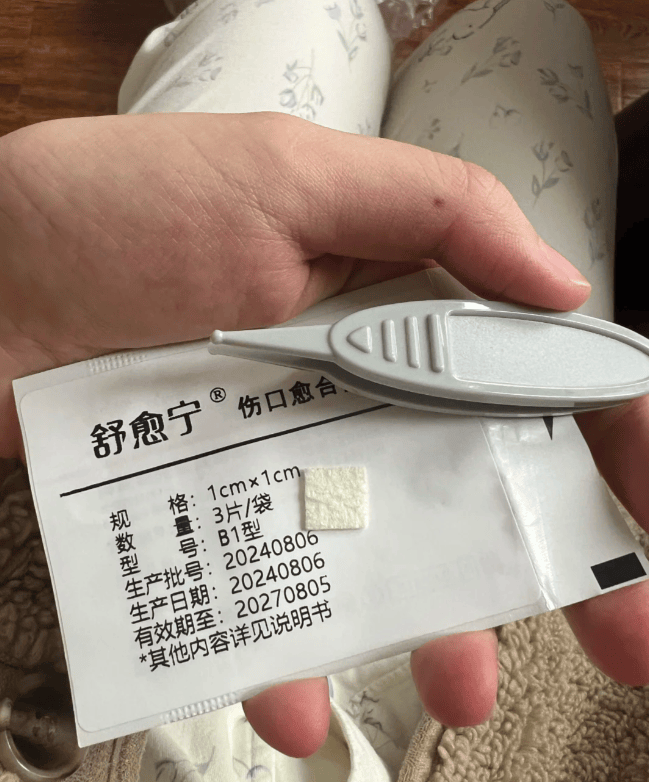 舒愈宁® 伤口愈合
规 格：1cm×1cm
数 量：3片/袋
型 号：B1型
生产批号：20240806
生产日期：20240806
有效期至：20270805
*其他内容详见说明书